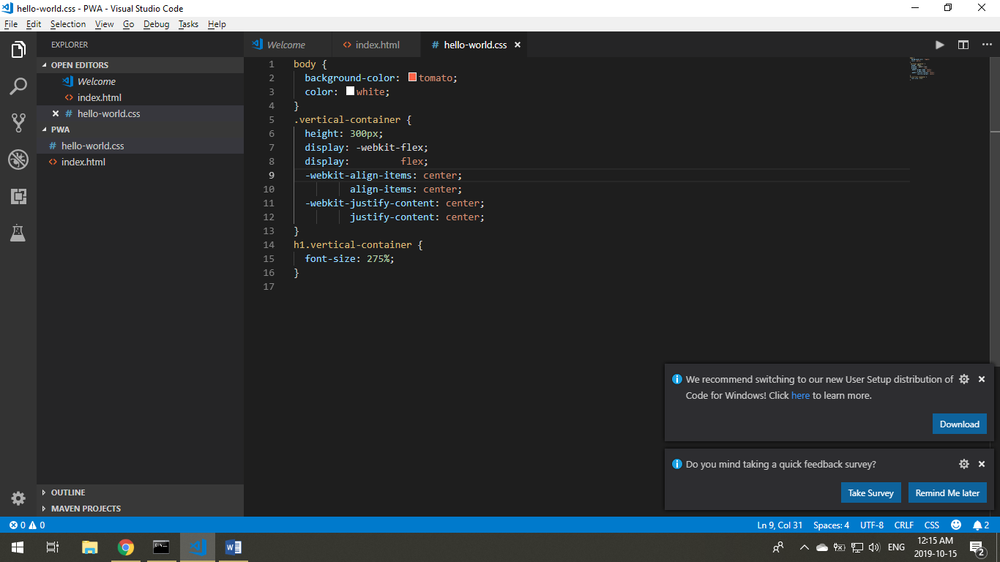 hello-world.css - PWA - Visual Studio Code
File Edit Selection View Go Debug Tasks Help
EXPLORER
OPEN EDITORS
Welcome
index.html
hello-world.css
PWA
hello-world.css
index.html
OUTLINE
MAVEN PROJECTS
Welcome index.html hello-world.css
1 body {
2 background-color: tomato;
3 color: white;
4 }
5 .vertical-container {
6 height: 300px;
7 display: -webkit-flex;
8 display: flex;
9 -webkit-align-items: center;
10 align-items: center;
11 -webkit-justify-content: center;
12 justify-content: center;
13 }
14 h1.vertical-container {
15 font-size: 275%;
16 }
17
We recommend switching to our new User Setup distribution of
Code for Windows! Click here to learn more.
Download
Do you mind taking a quick feedback survey?
Take Survey Remind Me later
0 0 Ln 9, Col 31 Spaces: 4 UTF-8 CRLF CSS 2
ENG 12:15 AM
2019-10-15 2